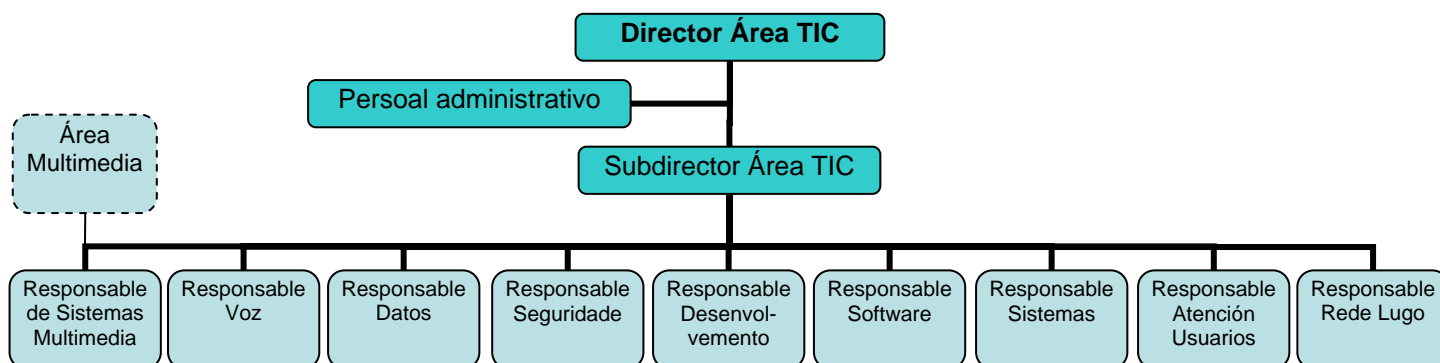 Director Área TIC
Persoal administrativo
Área
Multimedia
Subdirector Área TIC
Responsable
de Sistemas
Multimedia
Responsable
Voz
Responsable
Datos
Responsable
Seguridade
Responsable
Desenvol-
vemento
Responsable
Software
Responsable
Sistemas
Responsable
Atención
Usuarios
Responsable
Rede Lugo